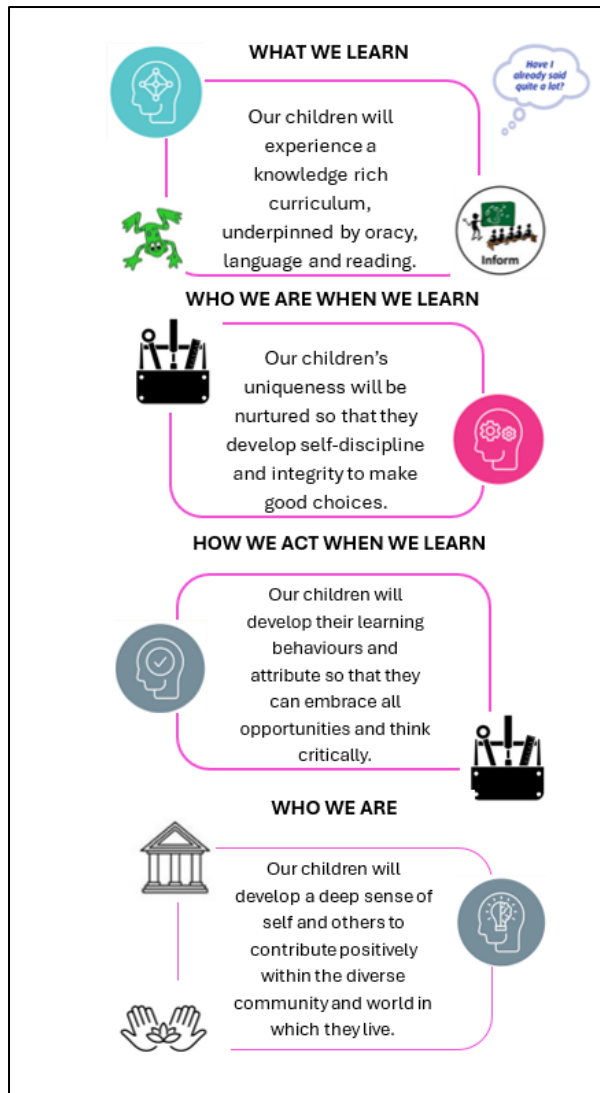 WHAT WE LEARN
Have I
already said
quite a lot?
Our children will
experience a
knowledge rich
curriculum,
underpinned by oracy,
language and reading.
Inform
WHO WE ARE WHEN WE LEARN
Our children’s
uniqueness will be
nurtured so that they
develop self-discipline
and integrity to make
good choices.
HOW WE ACT WHEN WE LEARN
Our children will
develop their learning
behaviours and
attribute so that they
can embrace all
opportunities and think
critically.
WHO WE ARE
Our children will
develop a deep sense of
self and others to
contribute positively
within the diverse
community and world in
which they live.